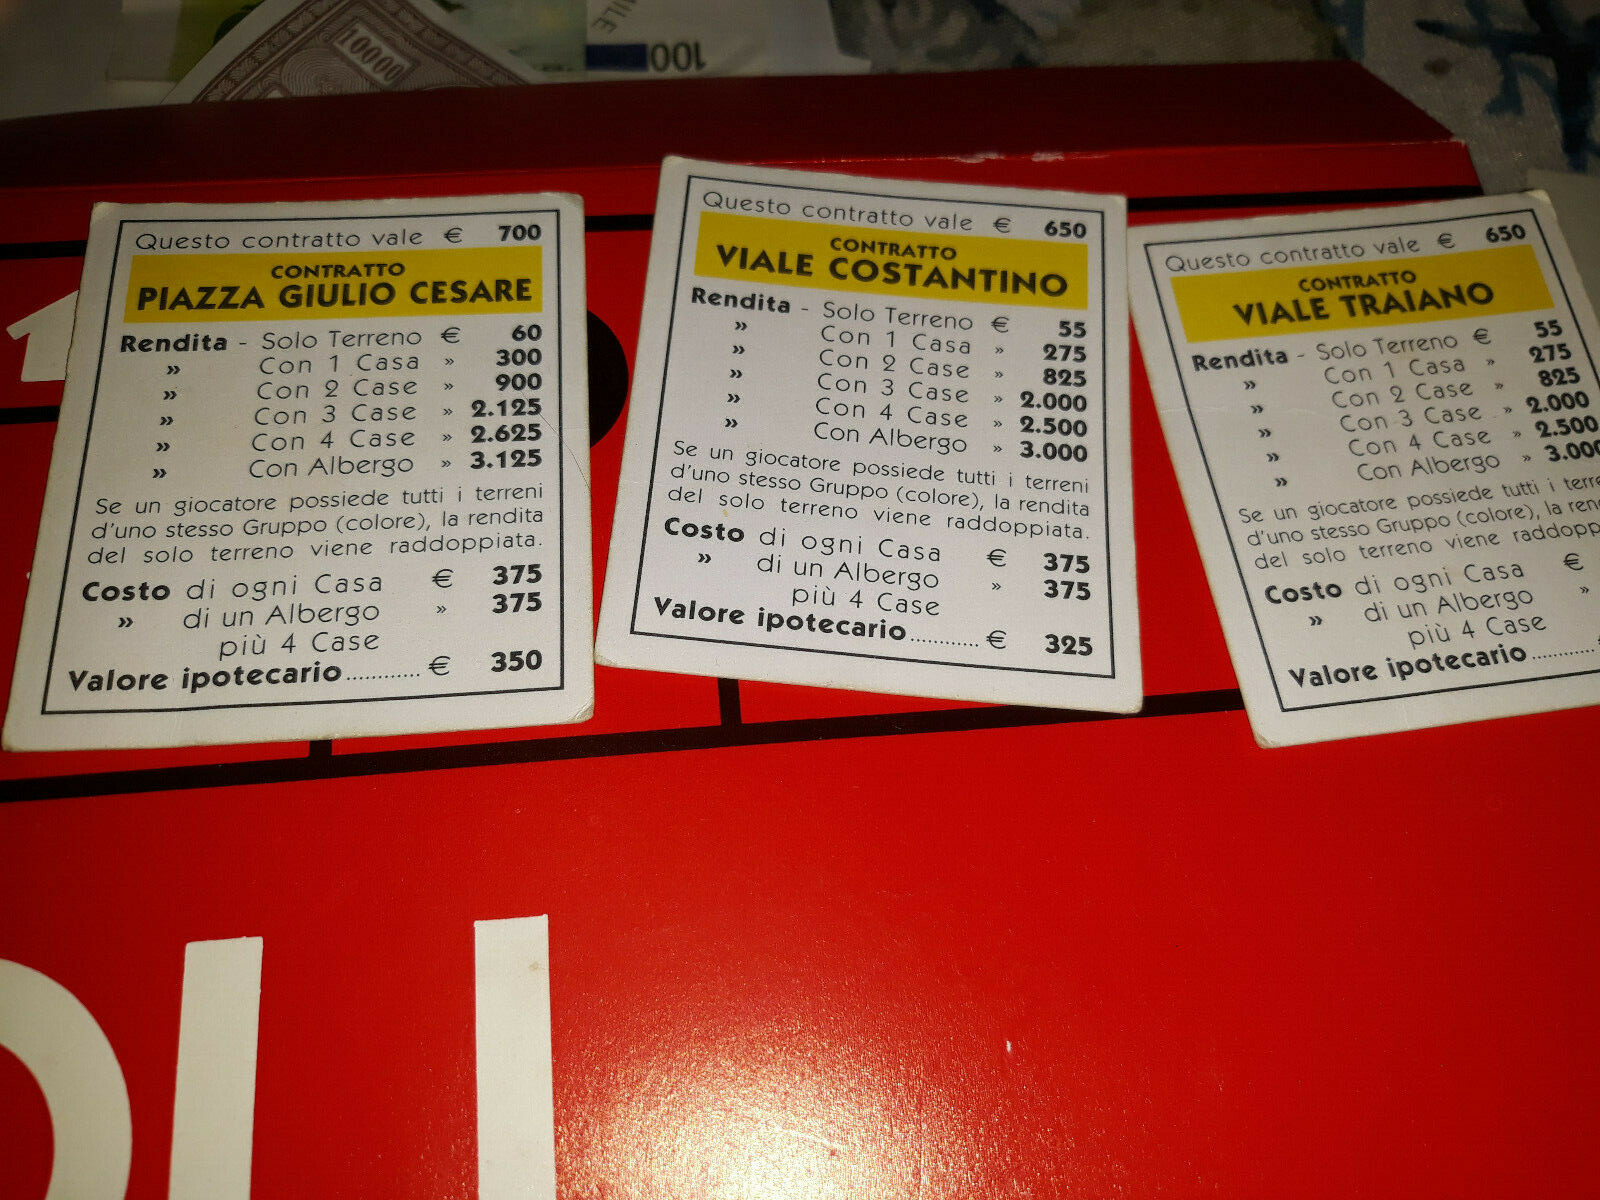 10000
100
MILE
Questo contratto vale € 700
CONTRATTO
PIAZZA GIULIO CESARE
Rendita - Solo Terreno € 60
» Con 1 Casa » 300
» Con 2 Case » 900
» Con 3 Case » 2.125
» Con 4 Case » 2.625
» Con Albergo » 3.125
Se un giocatore possiede tutti i terreni
d'uno stesso Gruppo (colore), la rendita
del solo terreno viene raddoppiata.
Costo di ogni Casa € 375
» di un Albergo » 375
più 4 Case
Valore ipotecario............ € 350
Questo contratto vale € 650
CONTRATTO
VIALE COSTANTINO
Rendita - Solo Terreno € 55
» Con 1 Casa » 275
» Con 2 Case » 825
» Con 3 Case » 2.000
» Con 4 Case » 2.500
» Con Albergo » 3.000
Se un giocatore possiede tutti i terreni
d'uno stesso Gruppo (colore), la rendita
del solo terreno viene raddoppiata.
Costo di ogni Casa € 375
» di un Albergo » 375
più 4 Case
Valore ipotecario........... € 325
Questo contratto vale € 650
CONTRATTO
VIALE TRAIANO
Rendita - Solo Terreno € 55
» Con 1 Casa » 275
» Con 2 Case » 825
» Con 3 Case » 2.000
» Con 4 Case » 2.500
» Con Albergo » 3.000
Se un giocatore possiede tutti i
d'uno stesso Gruppo (colore), la
del solo terreno viene
Costo di ogni Casa €
» di un Albergo »
più 4 Case
Valore ipotecario...........